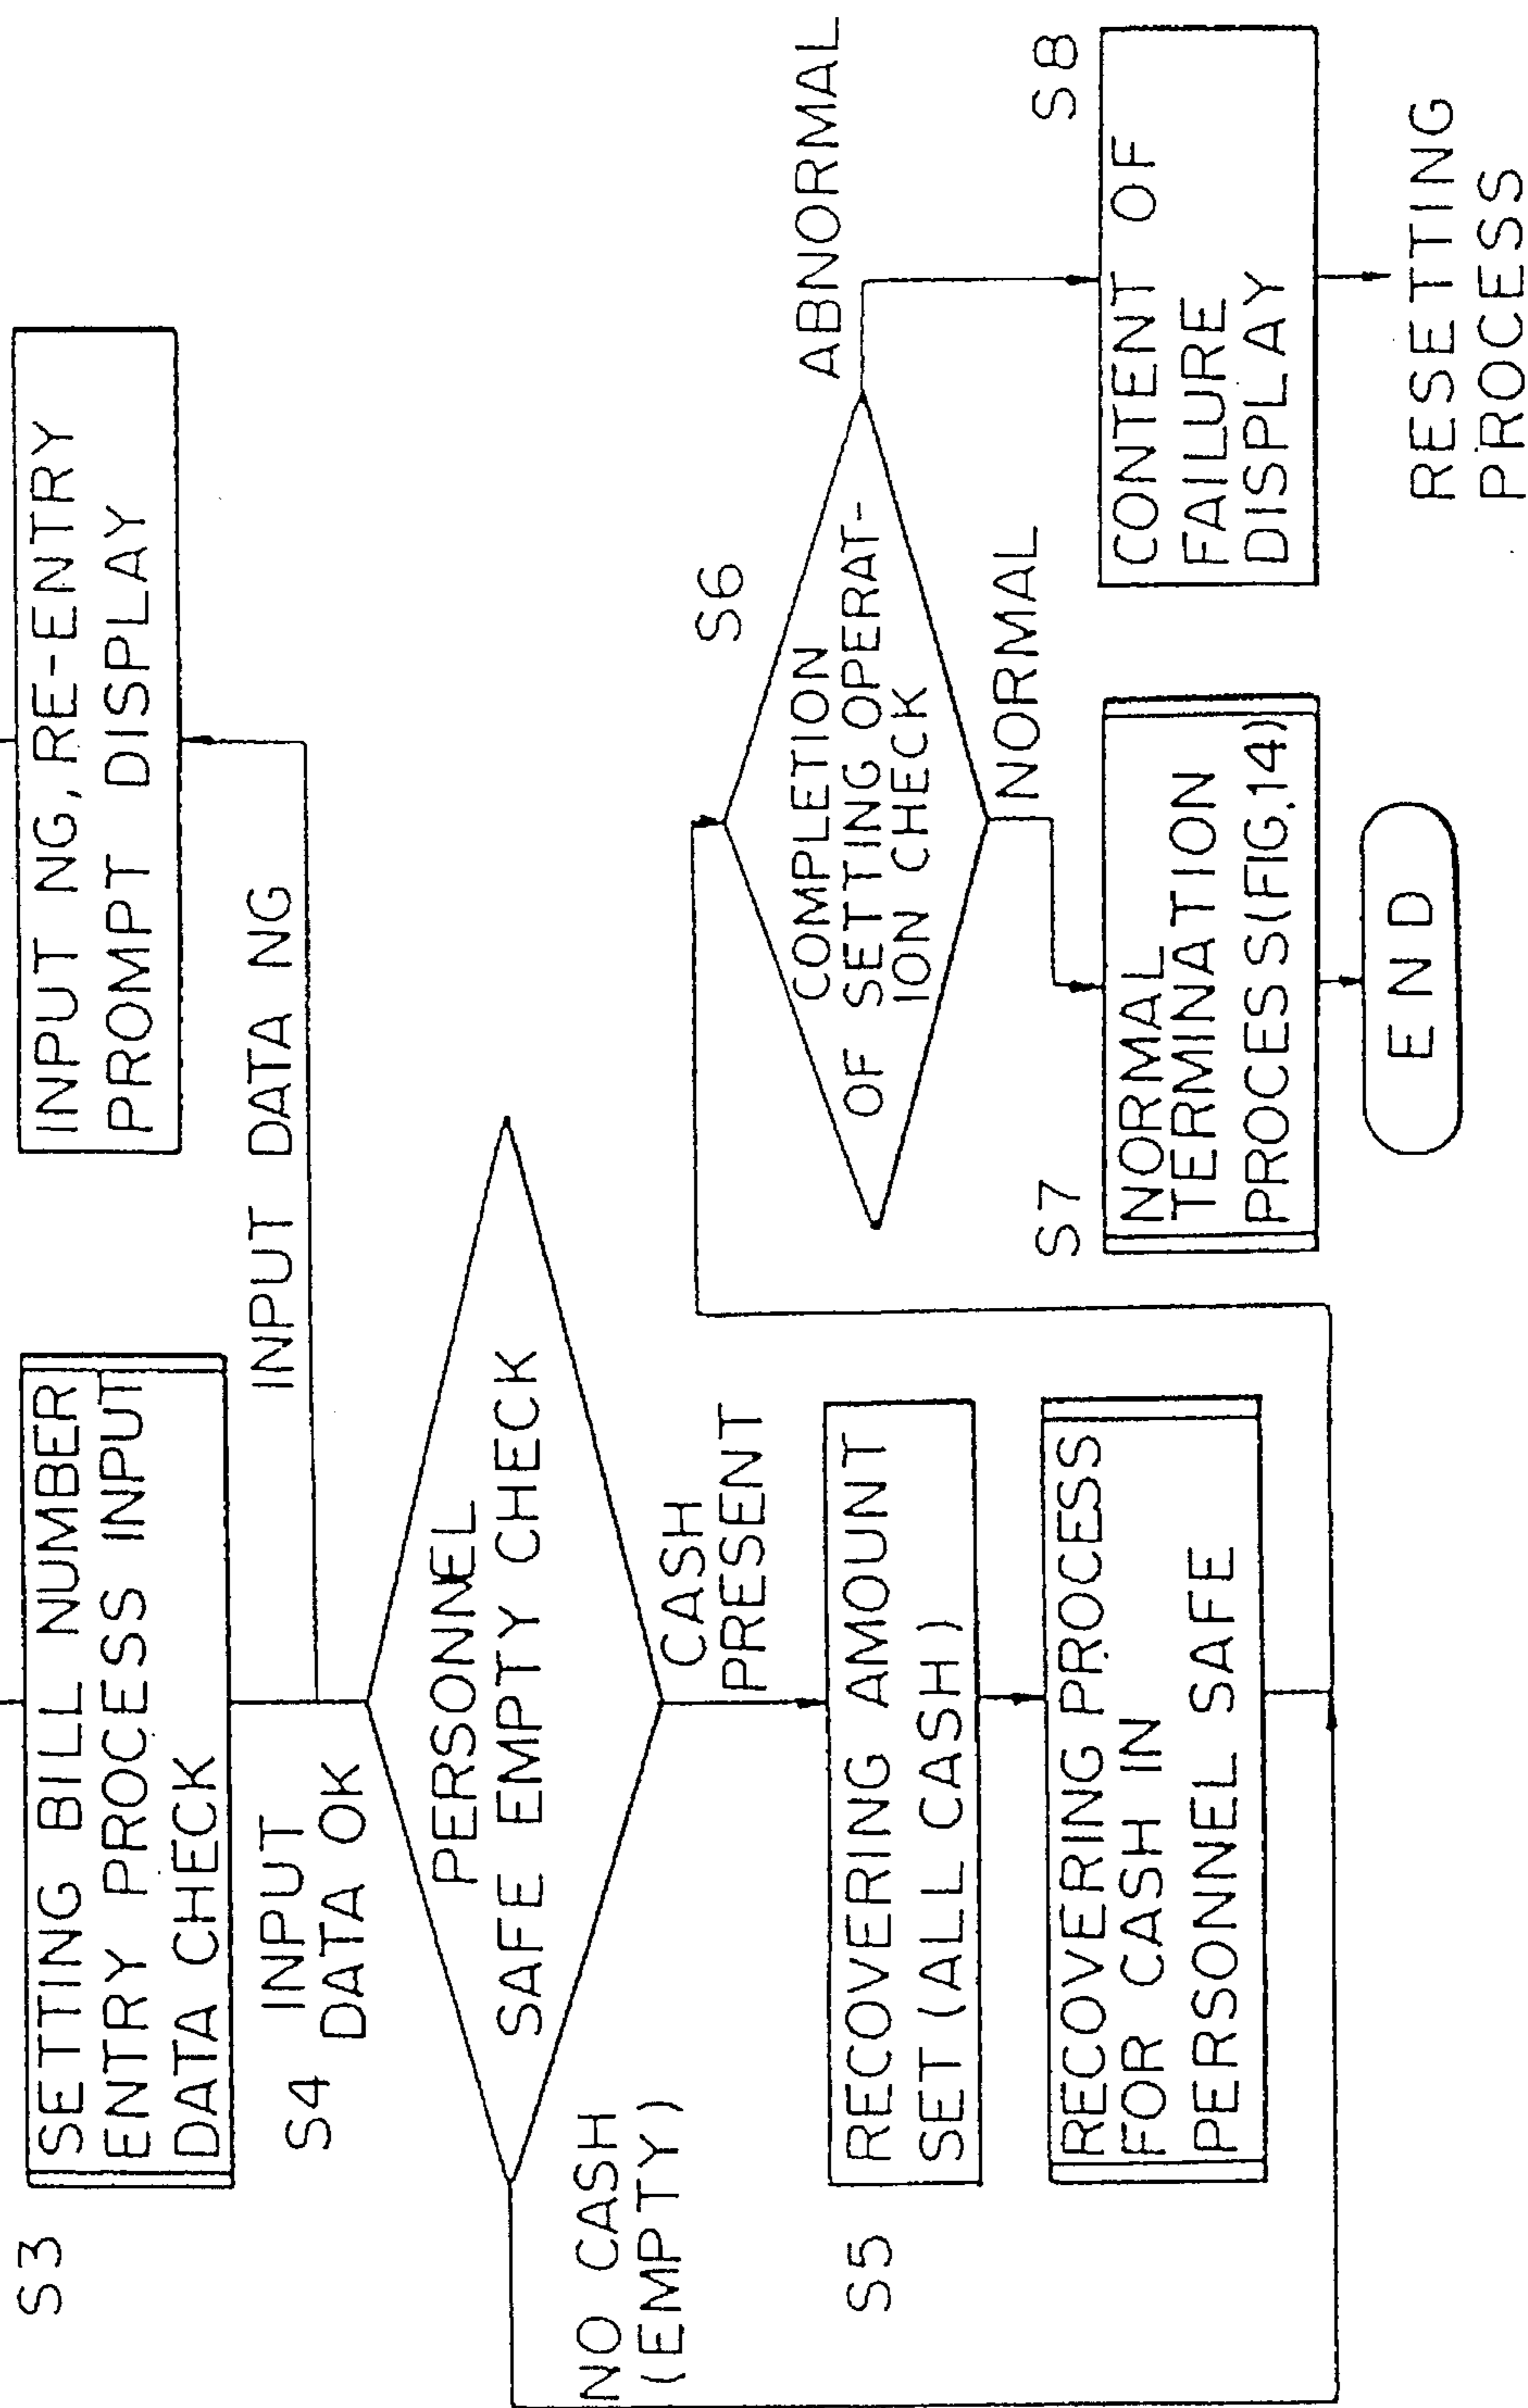 S3
SETTING BILL NUMBER
ENTRY PROCESS INPUT
DATA CHECK
INPUT NG,RE-ENTRY
PROMPT DISPLAY
INPUT DATA NG
S4
INPUT
DATA OK
PERSONNEL
SAFE EMPTY CHECK
NO CASH
(EMPTY)
CASH
PRESENT
S5
RECOVERING AMOUNT
SET (ALL CASH)
RECOVERING PROCESS
FOR CASH IN
PERSONNEL SAFE
S6
COMPLETION
OF SETTING OPERAT-
ION CHECK
ABNORMAL
NORMAL
S7
NORMAL
TERMINATION
PROCESS(FIG.14)
END
S8
CONTENT OF
FAILURE
DISPLAY
RESETTING
PROCESS